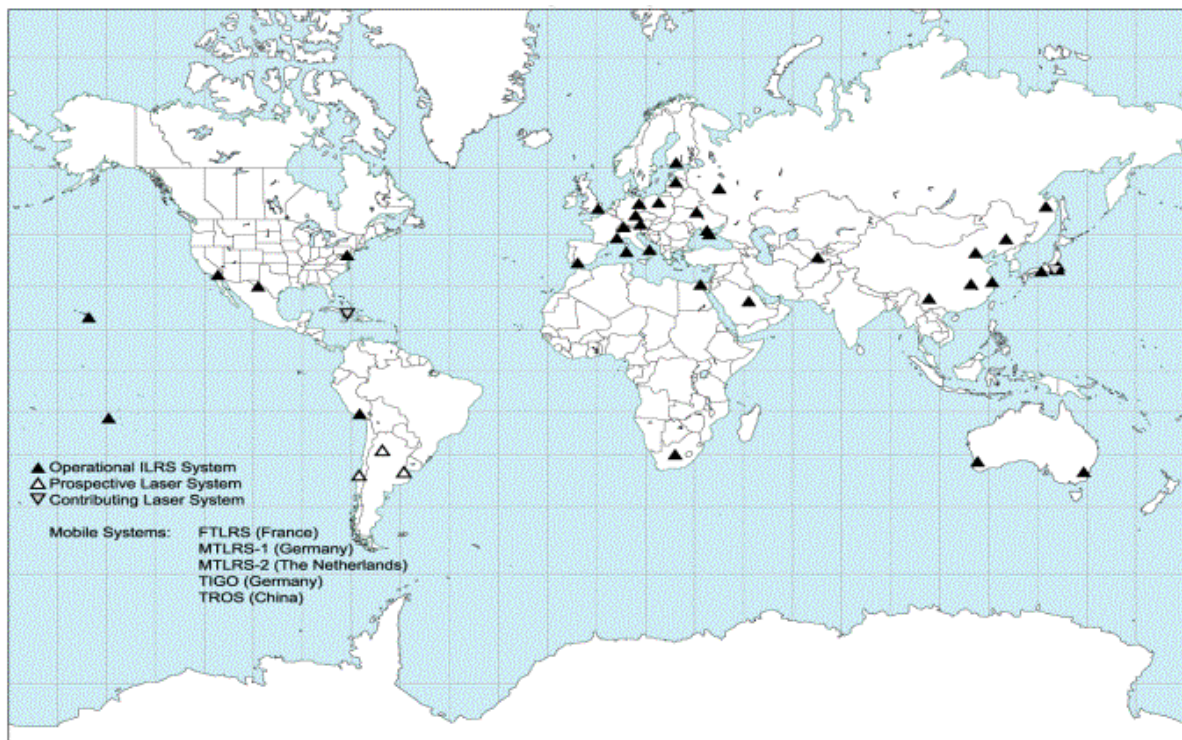 Operational ILRS System
Prospective Laser System
Contributing Laser System
Mobile Systems: FTLRS (France)
MTLRS-1 (Germany)
MTLRS-2 (The Netherlands)
TIGO (Germany)
TROS (China)